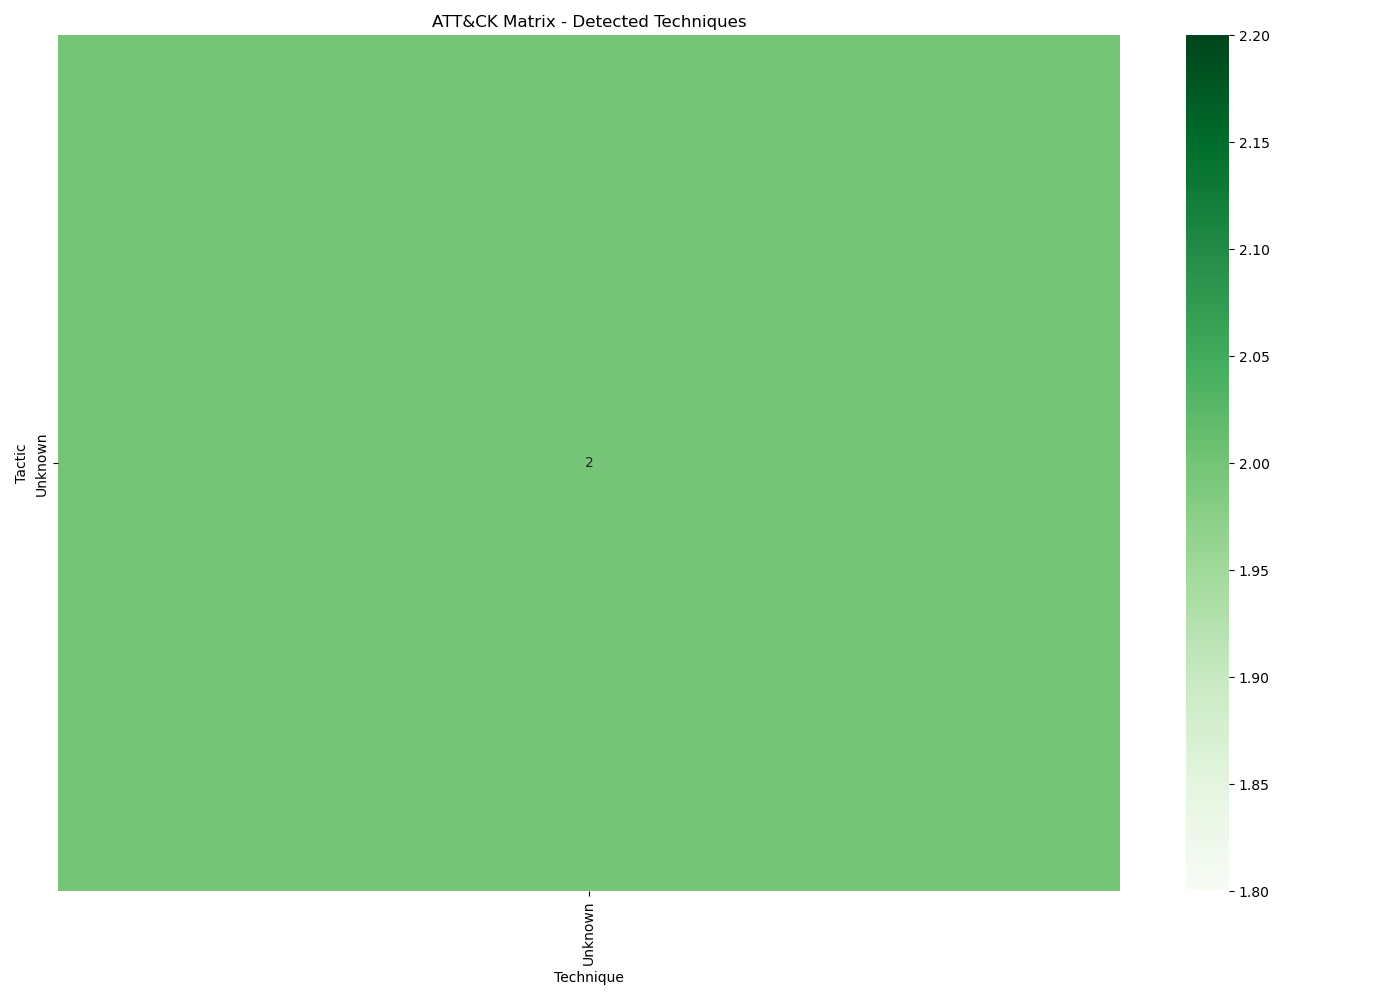 ATT&CK Matrix - Detected Techniques
Tactic
Unknown
2
Unknown
Technique
2.20
2.15
2.10
2.05
2.00
1.95
1.90
1.85
1.80